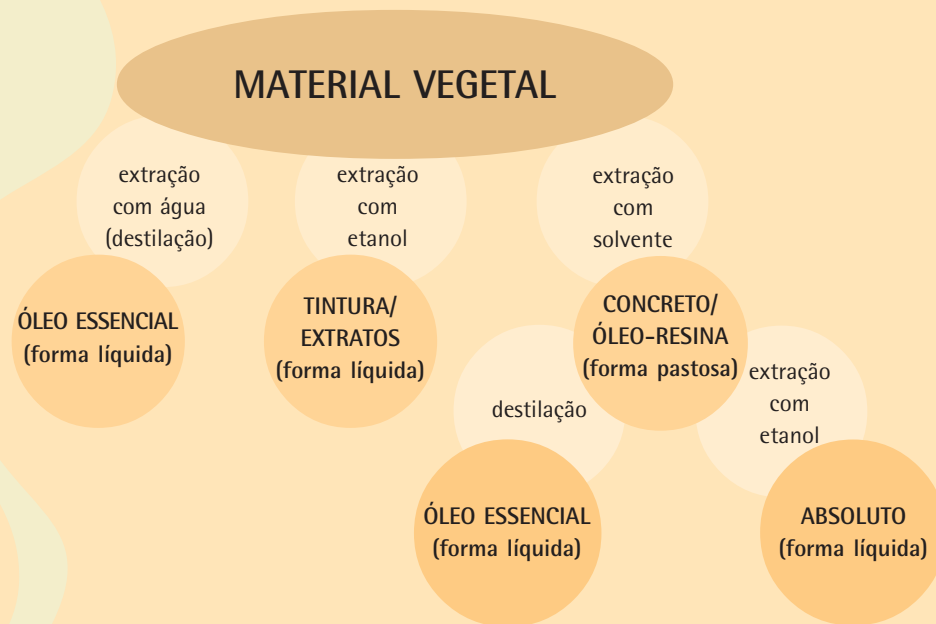 MATERIAL VEGETAL
extração
com água
(destilação)
extração
com
etanol
extração
com
solvente
ÓLEO ESSENCIAL
(forma líquida)
TINTURA/
EXTRATOS
(forma líquida)
CONCRETO/
ÓLEO-RESINA
(forma pastosa)
destilação
extração
com
etanol
ÓLEO ESSENCIAL
(forma líquida)
ABSOLUTO
(forma líquida)